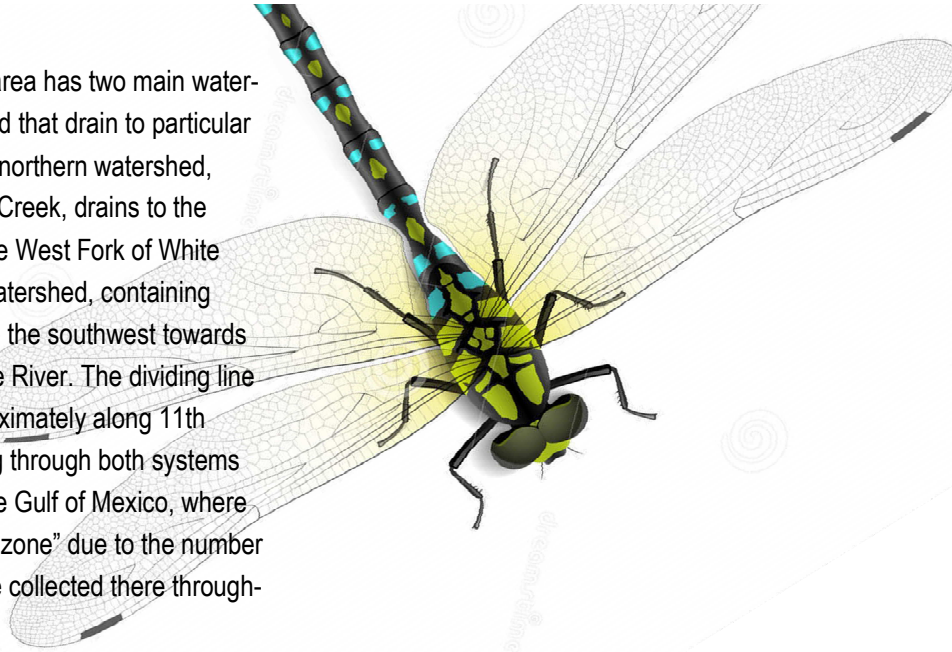 area has two main water-
d that drain to particular
northern watershed,
Creek, drains to the
e West Fork of White
atershed, containing
the southwest towards
e River. The dividing line
ximately along 11th
g through both systems
e Gulf of Mexico, where
zone” due to the number
e collected there through-
dreamstime
dreamstime